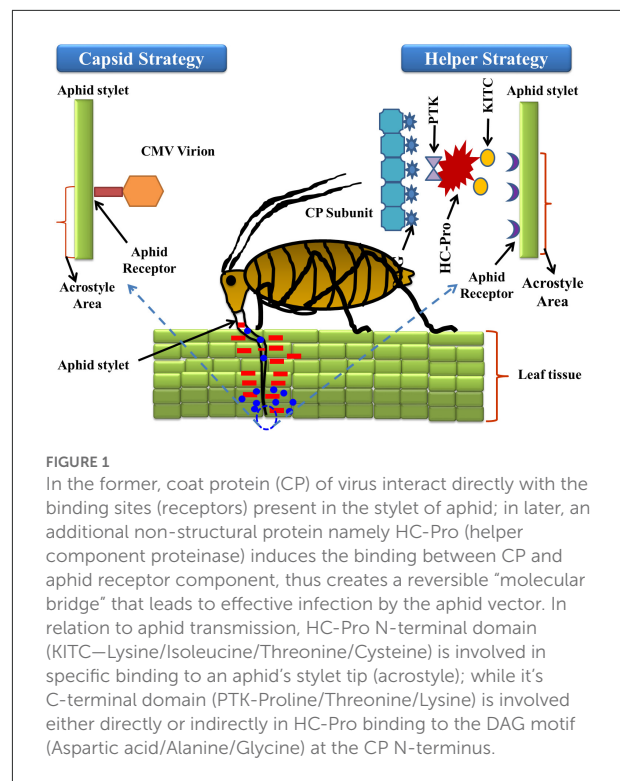 Capsid Strategy
Helper Strategy
Aphid stylet
Aphid stylet
PTK
KITC
CMV Virion
CP Subunit
HC-Pro
Aphid
Receptor
Aphid
Receptor
Acrostyle
Area
Acrostyle
Area
Aphid stylet
Leaf tissue
FIGURE 1
In the former, coat protein (CP) of virus interact directly with the
binding sites (receptors) present in the stylet of aphid; in later, an
additional non-structural protein namely HC-Pro (helper
component proteinase) induces the binding between CP and
aphid receptor component, thus creates a reversible “molecular
bridge” that leads to effective infection by the aphid vector. In
relation to aphid transmission, HC-Pro N-terminal domain
(KITC—Lysine/Isoleucine/Threonine/Cysteine) is involved in
specific binding to an aphid’s stylet tip (acrostyle); while it’s
C-terminal domain (PTK-Proline/Threonine/Lysine) is involved
either directly or indirectly in HC-Pro binding to the DAG motif
(Aspartic acid/Alanine/Glycine) at the CP N-terminus.